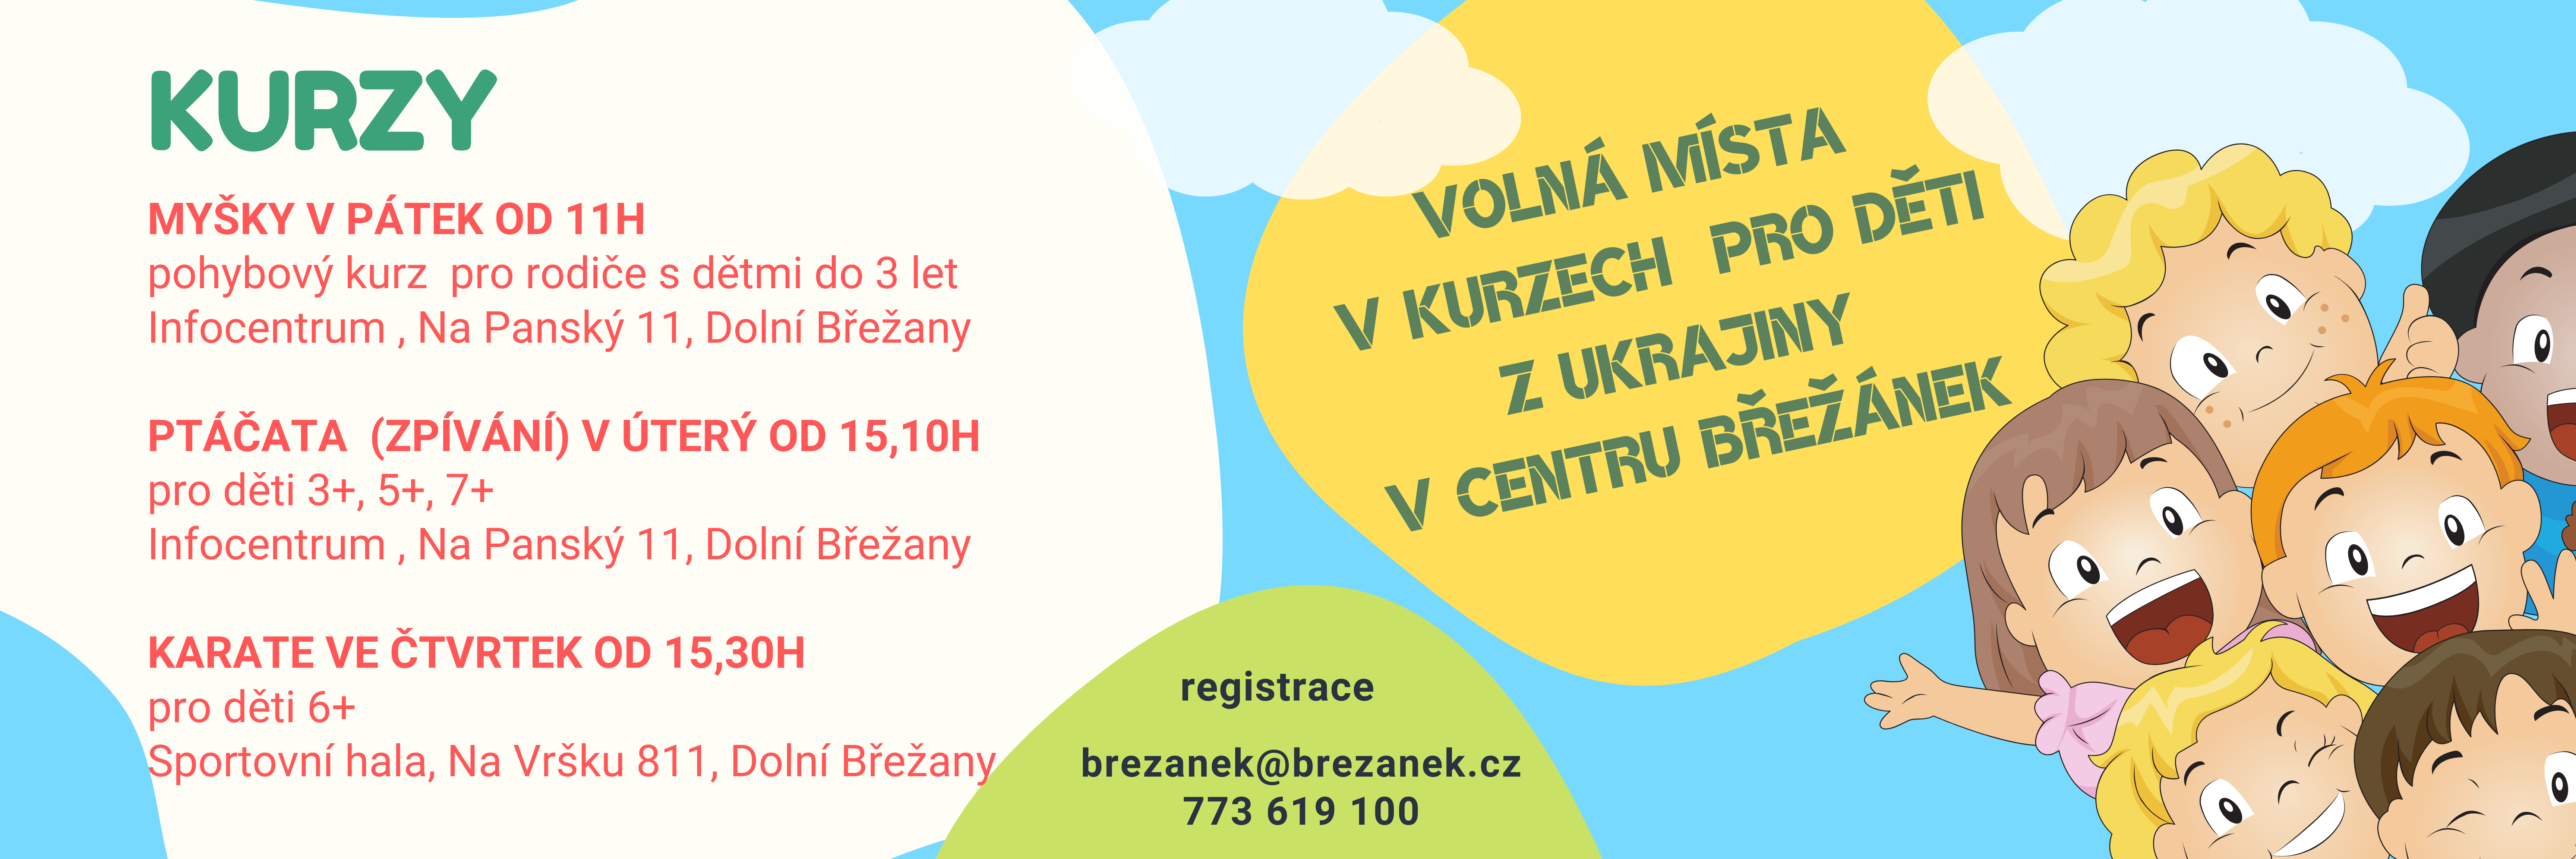 KURZY
MYŠKY V PÁTEK OD 11H
pohybový kurz  pro rodiče s dětmi do 3 let
Infocentrum , Na Panský 11, Dolní Břežany
PTÁČATA  (ZPÍVÁNÍ) V ÚTERÝ OD 15,10H
pro děti 3+, 5+, 7+
Infocentrum , Na Panský 11, Dolní Břežany
KARATE VE ČTVRTEK OD 15,30H
pro děti 6+
Sportovní hala, Na Vršku 811, Dolní Břežany
VOLNÁ MÍSTA
V KURZECH  PRO DĚTI
Z UKRAJINY
V CENTRU BŘEŽÁNEK
registrace
brezanek@brezanek.cz
773 619 100